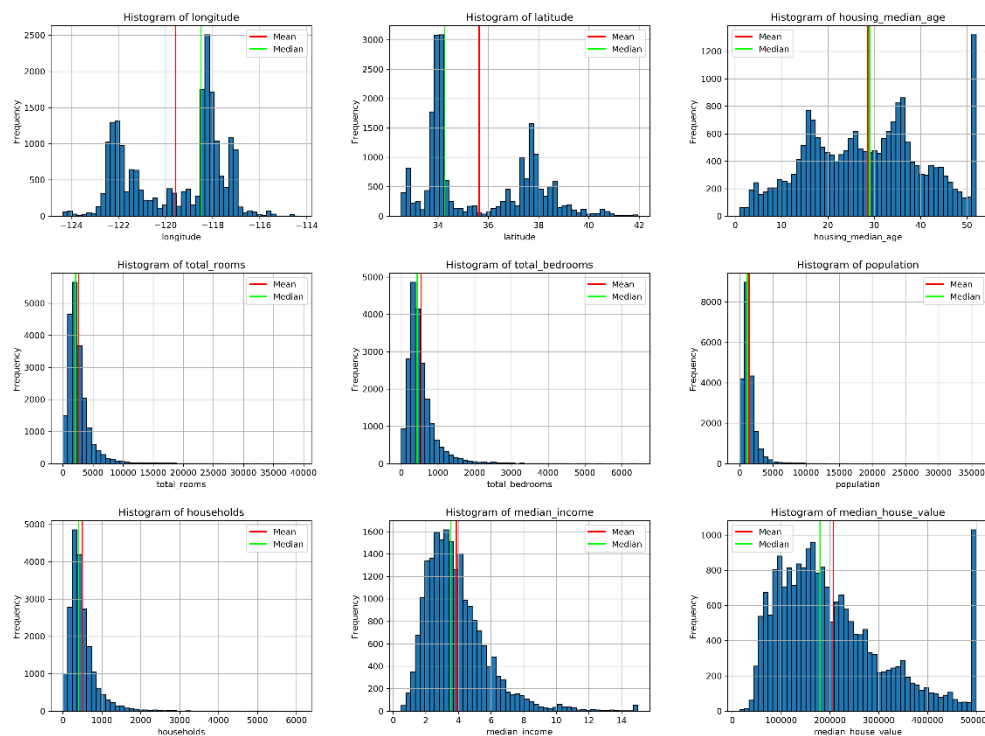 Histogram of longitude
Mean
Median
Frequency
2500
2000
1500
1000
500
0
−124 −122 −120 −118 −116 −114
longitude
Histogram of latitude
Mean
Median
Frequency
3000
2500
2000
1500
1000
500
0
34 36 38 40 42
latitude
Histogram of housing_median_age
Mean
Median
Frequency
1200
1000
800
600
400
200
0
0 10 20 30 40 50
housing_median_age
Histogram of total_rooms
Mean
Median
Frequency
5000
4000
3000
2000
1000
0
0 5000 10000 15000 20000 25000 30000 35000 40000
total_rooms
Histogram of total_bedrooms
Mean
Median
Frequency
5000
4000
3000
2000
1000
0
0 1000 2000 3000 4000 5000 6000
total_bedrooms
Histogram of population
Mean
Median
Frequency
8000
6000
4000
2000
0
0 5000 10000 15000 20000 25000 30000 35000
population
Histogram of households
Mean
Median
Frequency
5000
4000
3000
2000
1000
0
0 1000 2000 3000 4000 5000 6000
households
Histogram of median_income
Mean
Median
Frequency
1600
1400
1200
1000
800
600
400
200
0
0 2 4 6 8 10 12 14
median_income
Histogram of median_house_value
Mean
Median
Frequency
1000
800
600
400
200
0
0 100000 200000 300000 400000 50000
median_house_value